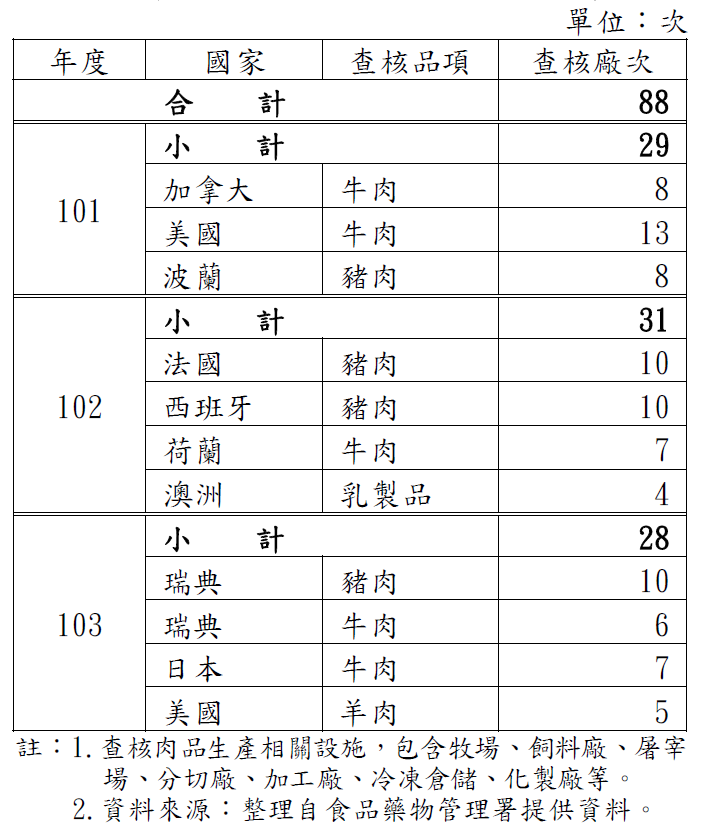 單位：次
年度 國家 查核品項 查核廠次
合計 88
101 小計 29
加拿大 牛肉 8
美國 牛肉 13
波蘭 豬肉 8
102 小計 31
法國 豬肉 10
西班牙 豬肉 10
荷蘭 牛肉 7
澳洲 乳製品 4
103 小計 28
瑞典 豬肉 10
瑞典 牛肉 6
日本 牛肉 7
美國 羊肉 5
註：1. 查核肉品生產相關設施，包含牧場、飼料廠、屠宰
場、分切廠、加工廠、冷凍倉儲、化製廠等。
2. 資料來源：整理自食品藥物管理署提供資料。